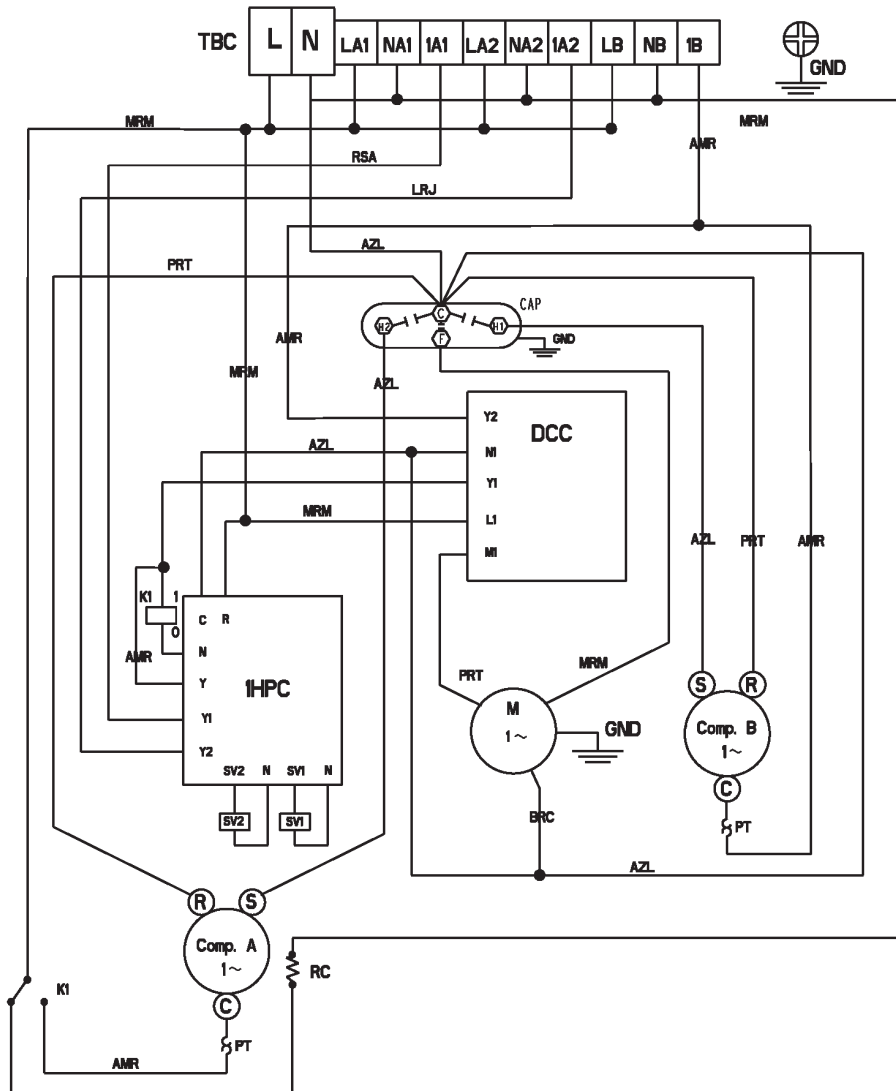 TBC L N LA1 NA1 1A1 LA2 NA2 1A2 LB NB 1B
GND
MRM MRM
AMR
RSA
LRJ
AZL
PRT
CAP
H2 C H1
F
GND
AMR
MRM
AZL
Y2
DCC
AZL N1
Y1
MRM L1
M1
AZL PRT AMR
K1 1
0
C R
N
AMR
Y
1HPC
Y1
Y2
SV2 N SV1 N
SV2 SV1
PRT MRM
M
1~
GND
BRC
S R
Comp. B
1~
C
PT
AZL
R S
Comp. A
1~
C
PT
K1
AMR
RC